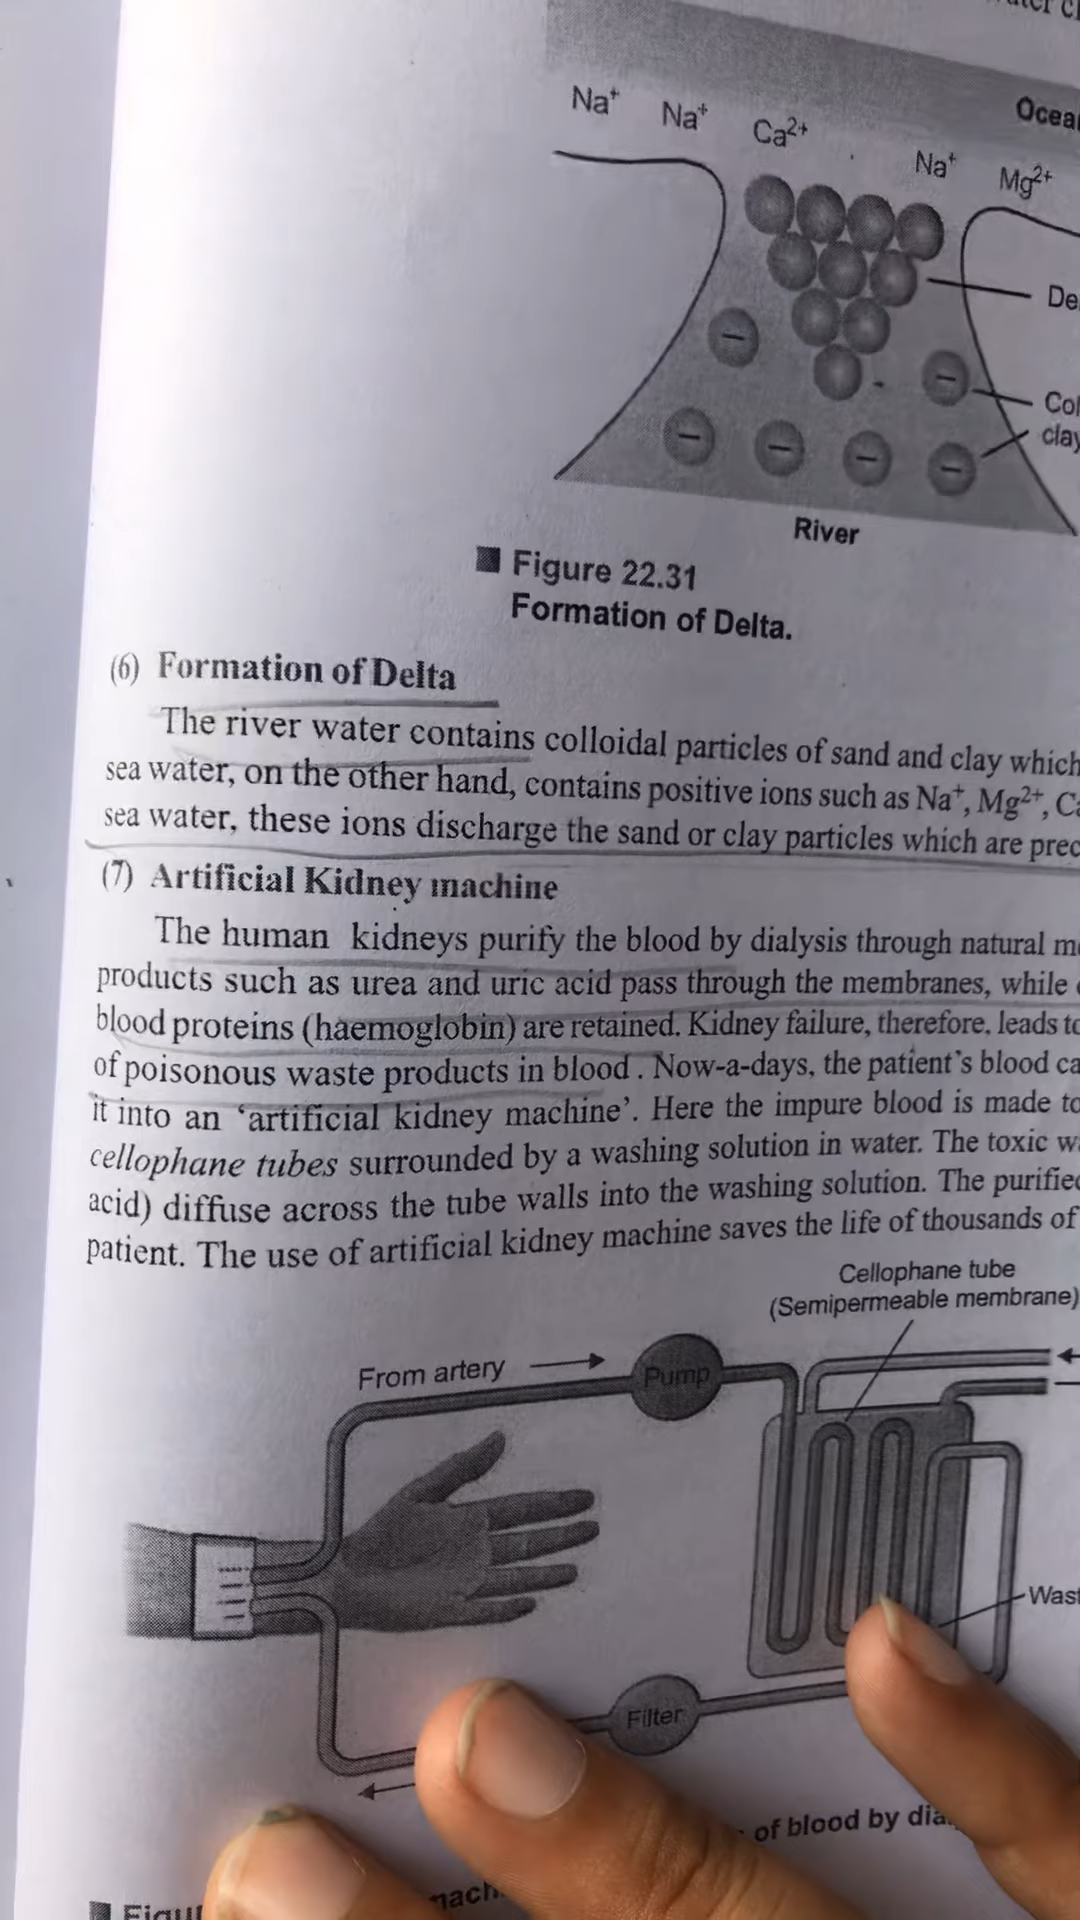 Na⁺ Na⁺ Ca²⁺ Na⁺ Mg²⁺
River
Figure 22.31
Formation of Delta.
(6) Formation of Delta
The river water contains colloidal particles of sand and clay which
sea water, on the other hand, contains positive ions such as Na⁺, Mg²⁺,
sea water, these ions discharge the sand or clay particles which are
(7) Artificial Kidney machine
The human kidneys purify the blood by dialysis through natural
products such as urea and uric acid pass through the membranes, while
blood proteins (haemoglobin) are retained. Kidney failure, therefore, leads
of poisonous waste products in blood. Now-a-days, the patient's blood
it into an 'artificial kidney machine'. Here the impure blood is made
cellophane tubes surrounded by a washing solution in water. The toxic
acid) diffuse across the tube walls into the washing solution. The
patient. The use of artificial kidney machine saves the life of thousands of
Cellophane tube
(Semipermeable membrane)
From artery
Pump
Filter
of blood by